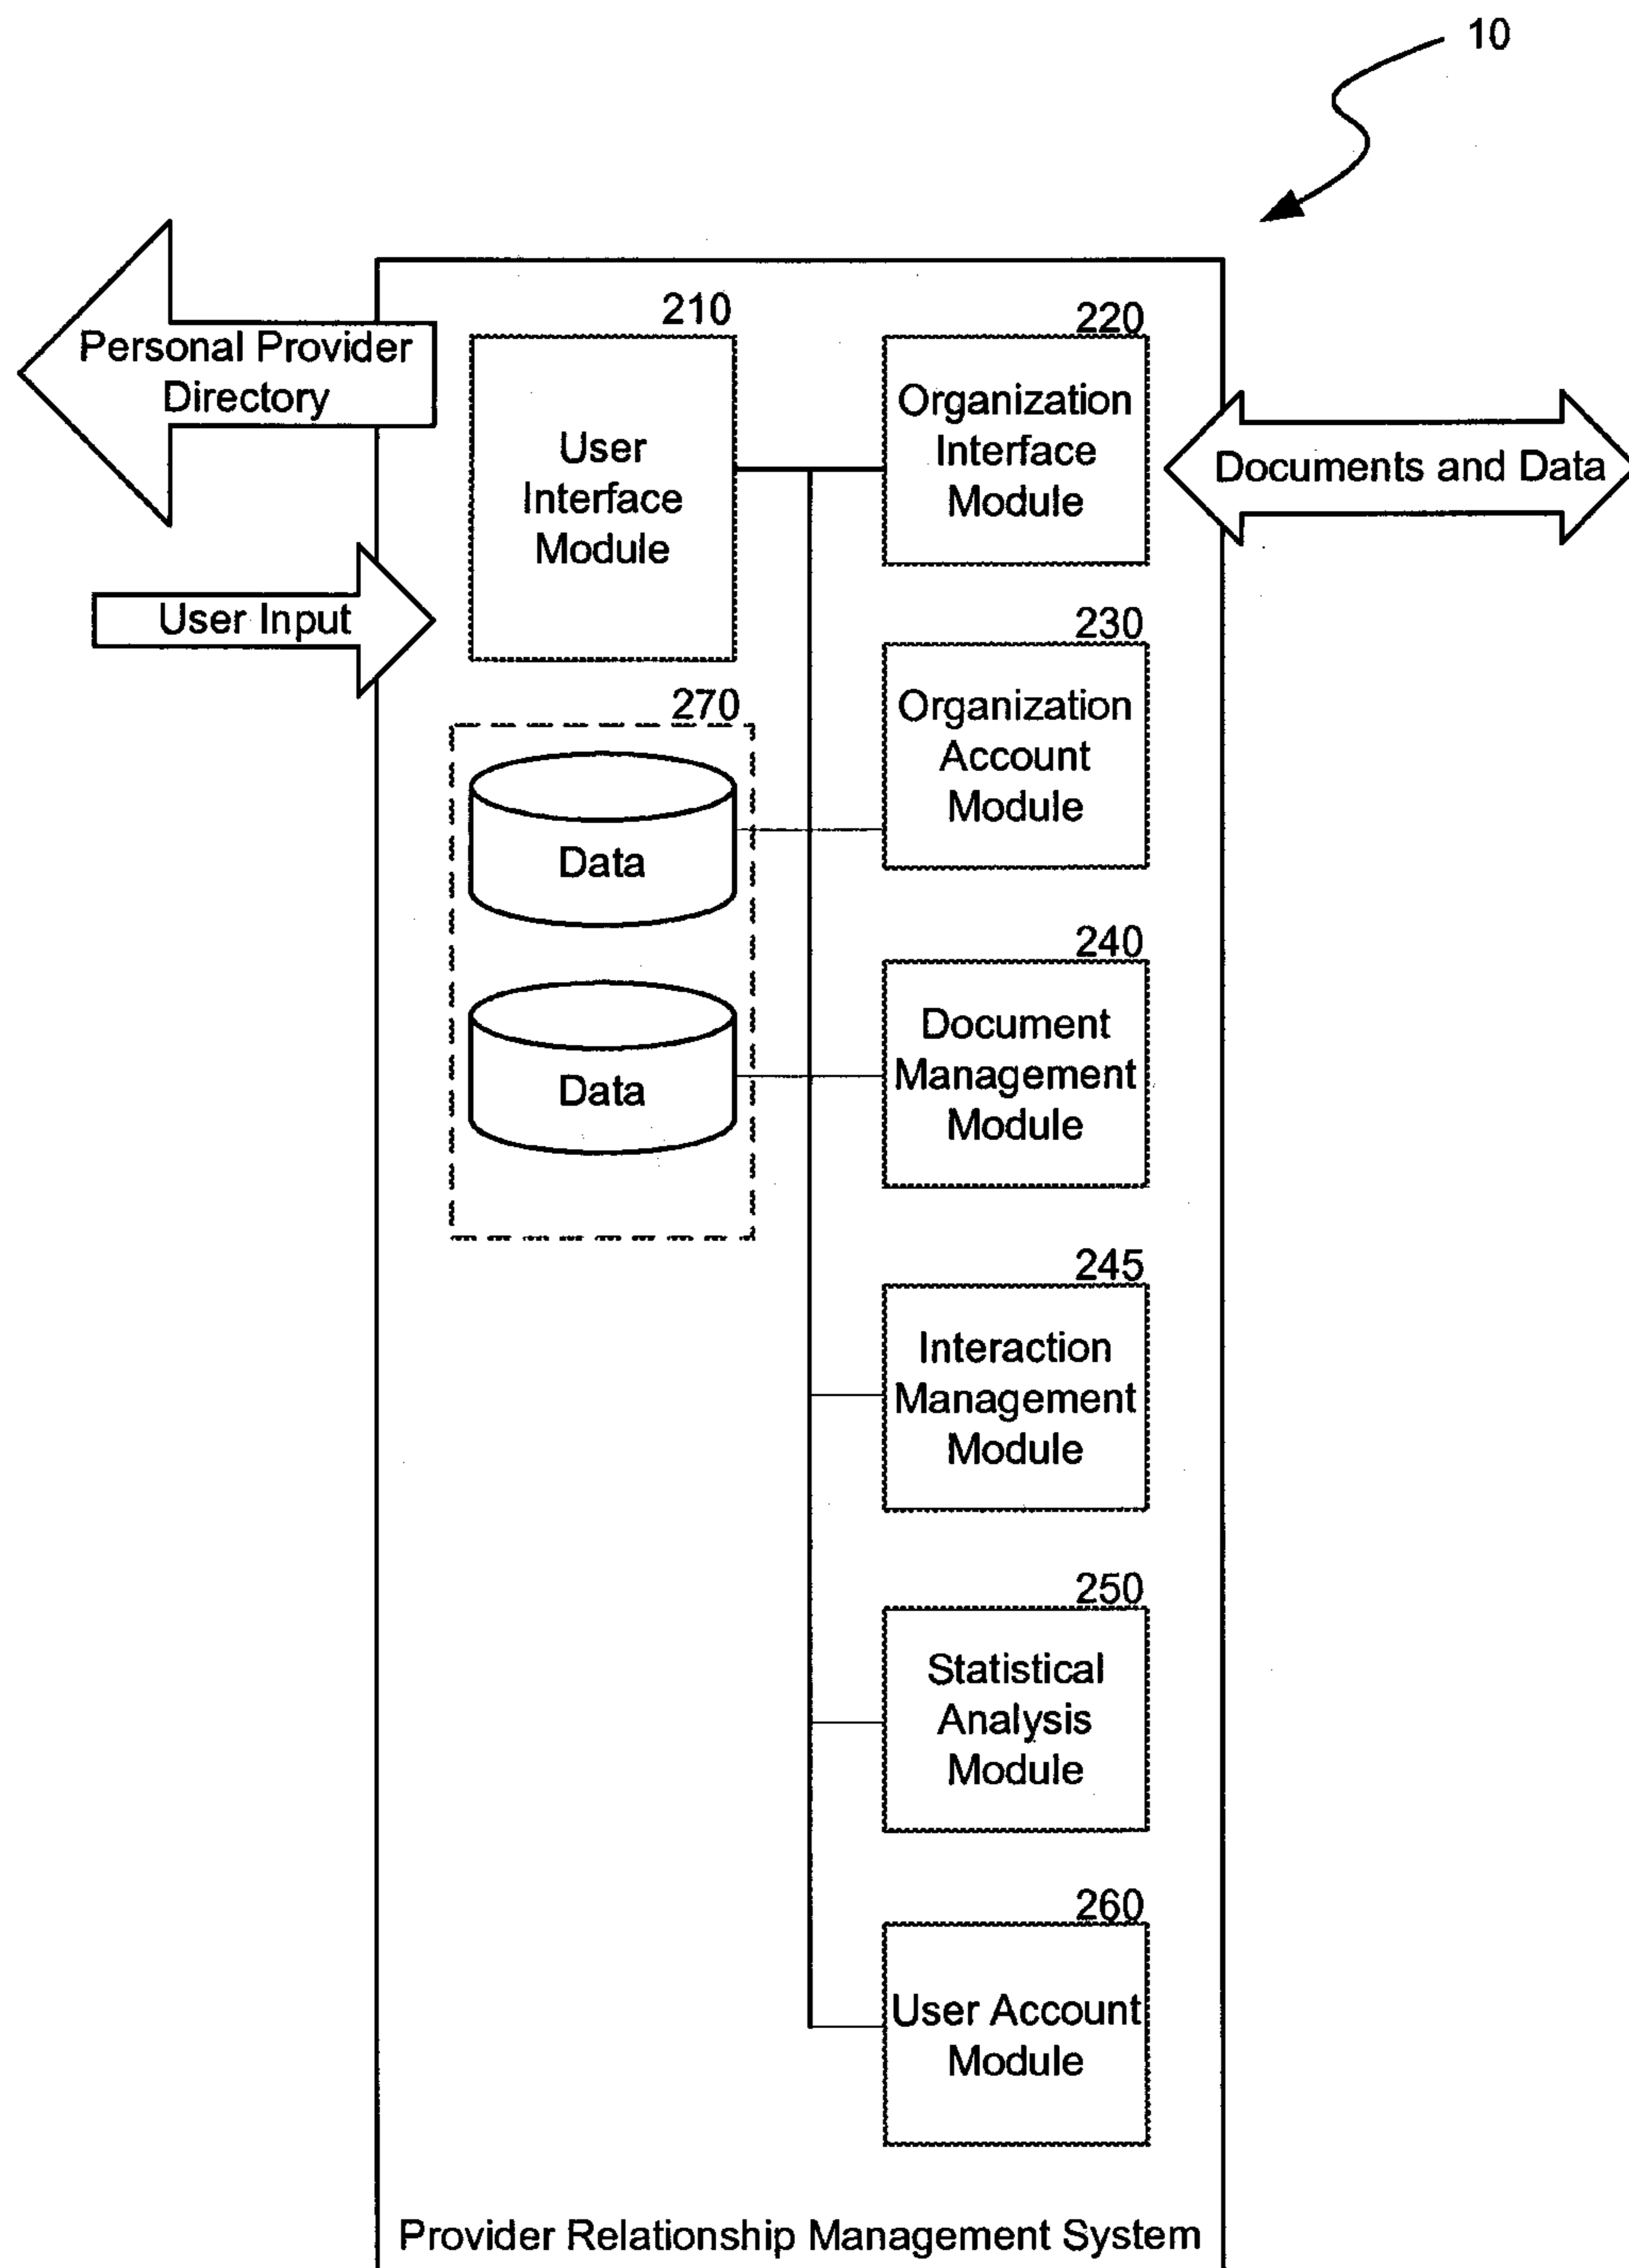 10
Personal Provider
Directory
User Input
210
User
Interface
Module
220
Organization
Interface
Module
Documents and Data
230
Organization
Account
Module
270
Data
Data
240
Document
Management
Module
245
Interaction
Management
Module
250
Statistical
Analysis
Module
260
User Account
Module
Provider Relationship Management System